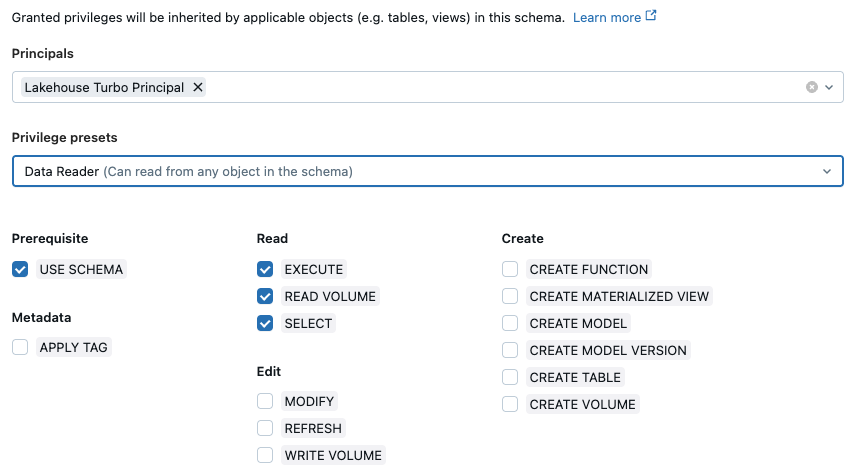 Granted privileges will be inherited by applicable objects (e.g. tables, views) in this schema. Learn more
Principals
Lakehouse Turbo Principal
Privilege presets
Data Reader (Can read from any object in the schema)
Prerequisite
USE SCHEMA
Metadata
APPLY TAG
Read
EXECUTE
READ VOLUME
SELECT
Edit
MODIFY
REFRESH
WRITE VOLUME
Create
CREATE FUNCTION
CREATE MATERIALIZED VIEW
CREATE MODEL
CREATE MODEL VERSION
CREATE TABLE
CREATE VOLUME